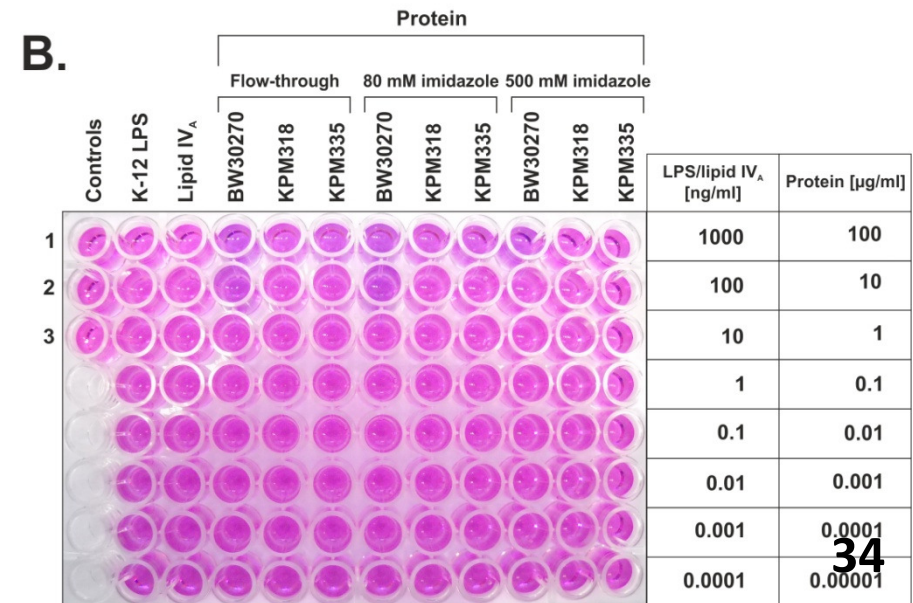 B.
Protein
Flow-through 80 mM imidazole 500 mM imidazole
Controls K-12 LPS Lipid IVA BW30270 KPM318 KPM335 BW30270 KPM318 KPM335 BW30270 KPM318 KPM335
LPS/lipid IVA [ng/ml] Protein [µg/ml]
1 1000 100
2 100 10
3 10 1
1 0.1
0.1 0.01
0.01 0.001
0.001 0.0001
0.0001 0.00001
34